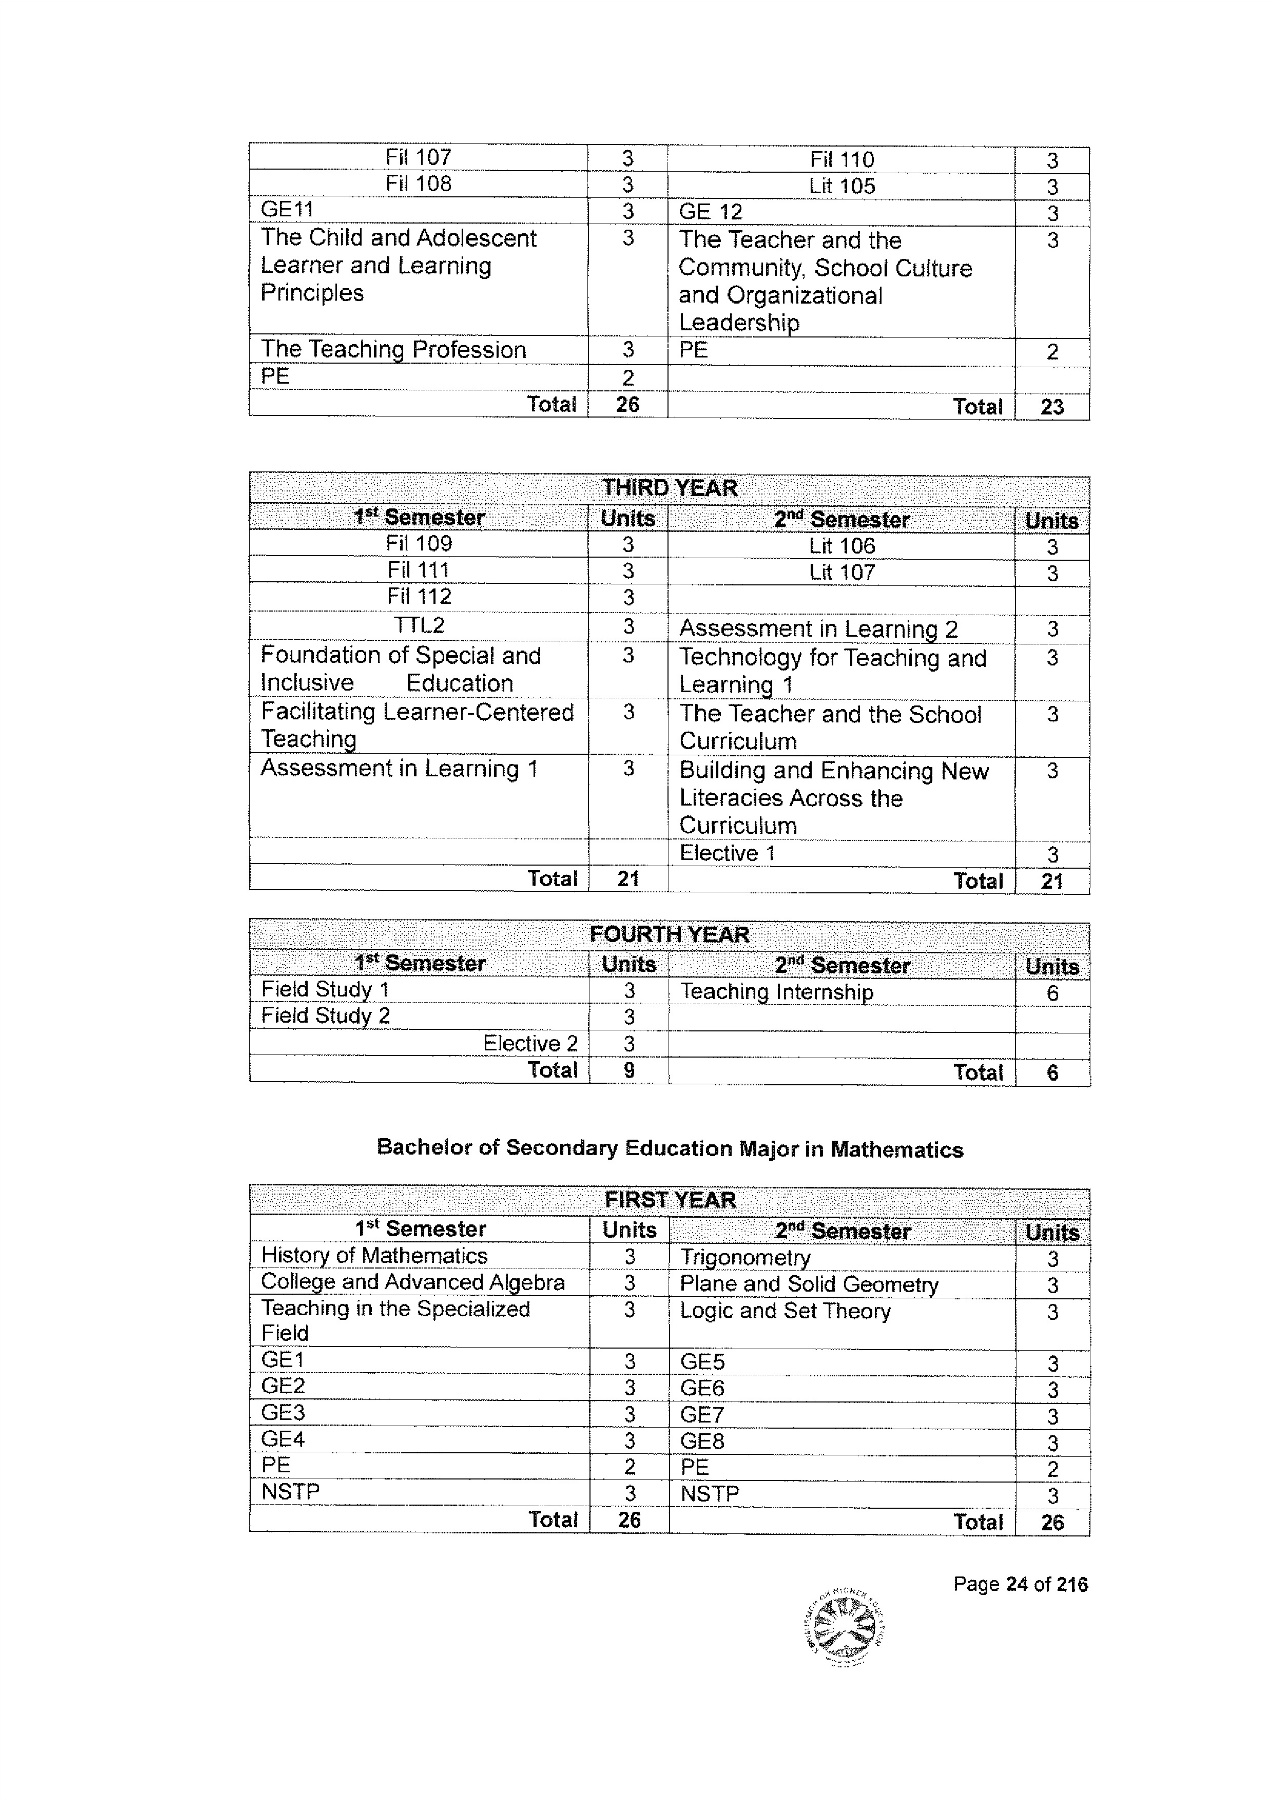 Fil 107 3 Fil 110 3
Fil 108 3 Lit 105 3
GE11 3 GE 12 3
The Child and Adolescent 3 The Teacher and the 3
Learner and Learning Community, School Culture
Principles and Organizational
Leadership
The Teaching Profession 3 PE 2
PE 2
Total 26 Total 23
THIRD YEAR
1st Semester Units 2nd Semester Units
Fil 109 3 Lit 106 3
Fil 111 3 Lit 107 3
Fil 112 3
TTL2 3 Assessment in Learning 2 3
Foundation of Special and 3 Technology for Teaching and 3
Inclusive Education Learning 1
Facilitating Learner-Centered 3 The Teacher and the School 3
Teaching Curriculum
Assessment in Learning 1 3 Building and Enhancing New 3
Literacies Across the
Curriculum
Elective 1 3
Total 21 Total 21
FOURTH YEAR
1st Semester Units 2nd Semester Units
Field Study 1 3 Teaching Internship 6
Field Study 2 3
Elective 2 3
Total 9 Total 6
Bachelor of Secondary Education Major in Mathematics
FIRST YEAR
1st Semester Units 2nd Semester Units
History of Mathematics 3 Trigonometry 3
College and Advanced Algebra 3 Plane and Solid Geometry 3
Teaching in the Specialized 3 Logic and Set Theory 3
Field
GE1 3 GE5 3
GE2 3 GE6 3
GE3 3 GE7 3
GE4 3 GE8 3
PE 2 PE 2
NSTP 3 NSTP 3
Total 26 Total 26
Page 24 of 216